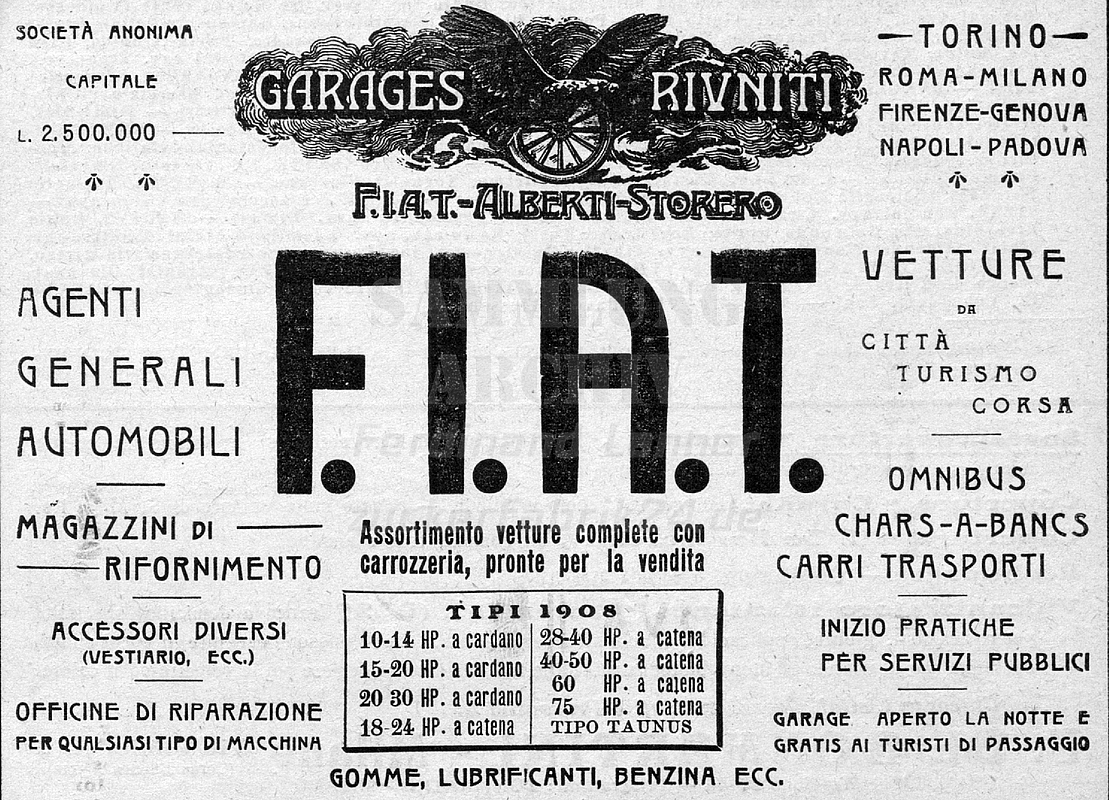 SOCIETÀ ANONIMA
CAPITALE
L. 2.500.000
GARAGES RIVNITI
F.I.A.T.-ALBERTI-STORERO
TORINO
ROMA-MILANO
FIRENZE-GENOVA
NAPOLI-PADOVA
F.I.A.T.
AGENTI
GENERALI
AUTOMOBILI
MAGAZZINI DI
RIFORNIMENTO
ACCESSORI DIVERSI
(VESTIARIO, ECC.)
OFFICINE DI RIPARAZIONE
PER QUALSIASI TIPO DI MACCHINA
SAMMLUNG
ARCHIV
Assortimento vetture complete con
carrozzeria, pronte per la vendita
TIPI 1908
10-14 HP. a cardano
15-20 HP. a cardano
20 30 HP. a cardano
18-24 HP. a catena
28-40 HP. a catena
40-50 HP. a catena
60 HP. a catena
75 HP. a catena
TIPO TAUNUS
VETTURE
DA
CITTÀ
TURISMO
CORSA
OMNIBUS
CHARS-A-BANCS
CARRI TRASPORTI
INIZIO PRATICHE
PER SERVIZI PUBBLICI
GARAGE APERTO LA NOTTE E
GRATIS AI TURISTI DI PASSAGGIO
GOMME, LUBRIFICANTI, BENZINA ECC.